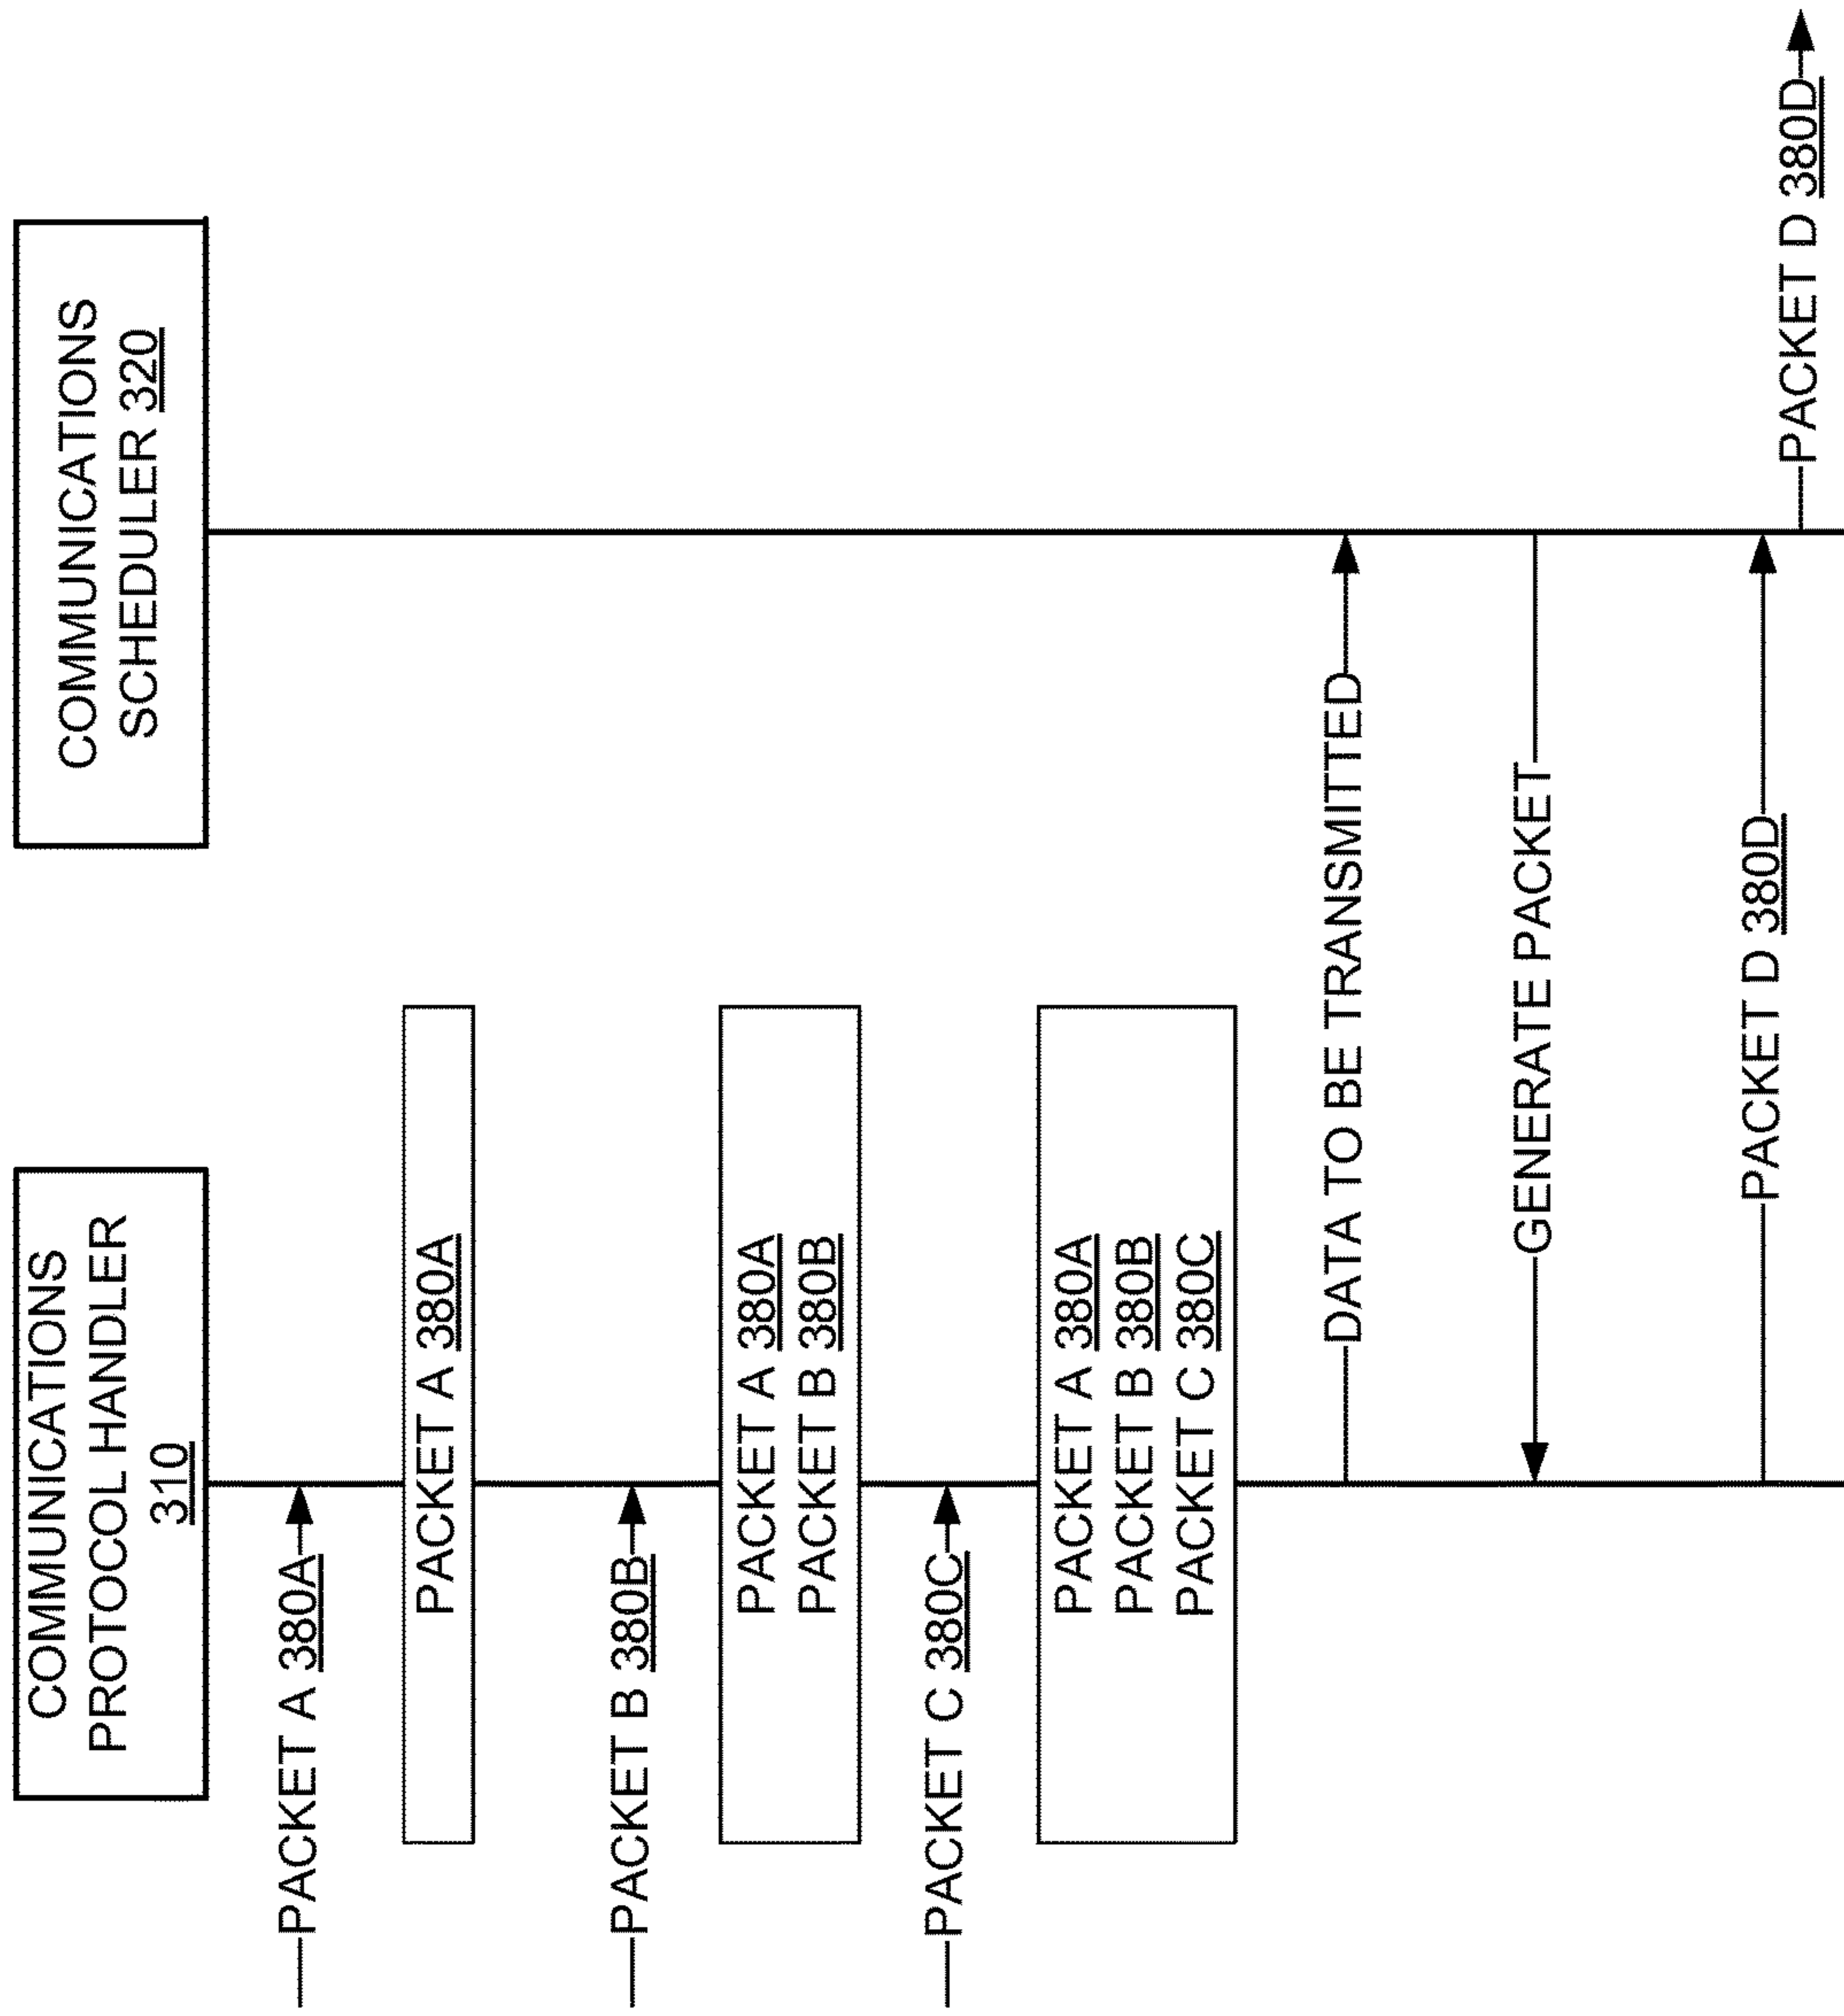 COMMUNICATIONS
PROTOCOL HANDLER
310
COMMUNICATIONS
SCHEDULER 320
PACKET A 380A
PACKET A 380A
PACKET B 380B
PACKET A 380A
PACKET B 380B
PACKET C 380C
PACKET A 380A
PACKET B 380B
PACKET C 380C
DATA TO BE TRANSMITTED
GENERATE PACKET
PACKET D 380D
PACKET D 380D